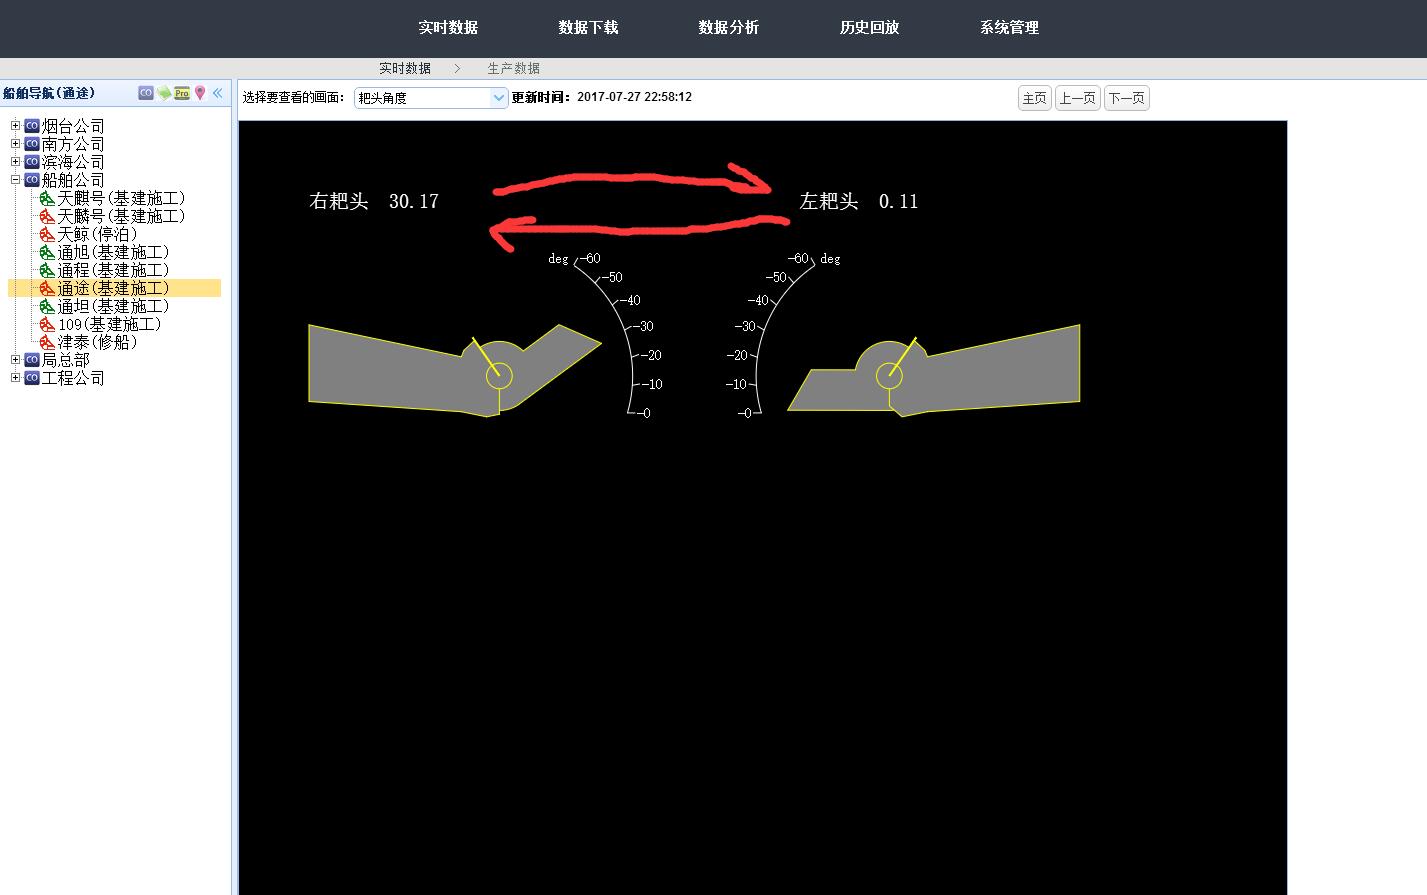 实时数据 数据下载 数据分析 历史回放 系统管理
实时数据 > 生产数据
船舶导航(通途) CO Pro «
选择要查看的画面： 耙头角度 更新时间：2017-07-27 22:58:12 主页 上一页 下一页
CO 烟台公司
CO 南方公司
CO 滨海公司
CO 船舶公司
天麒号(基建施工)
天麟号(基建施工)
天鲸(停泊)
通旭(基建施工)
通程(基建施工)
通途(基建施工)
通坦(基建施工)
109(基建施工)
津泰(修船)
CO 局总部
CO 工程公司
右耙头 30.17
左耙头 0.11
deg -60
-50
-40
-30
-20
-10
-0
-60 deg
-50
-40
-30
-20
-10
-0